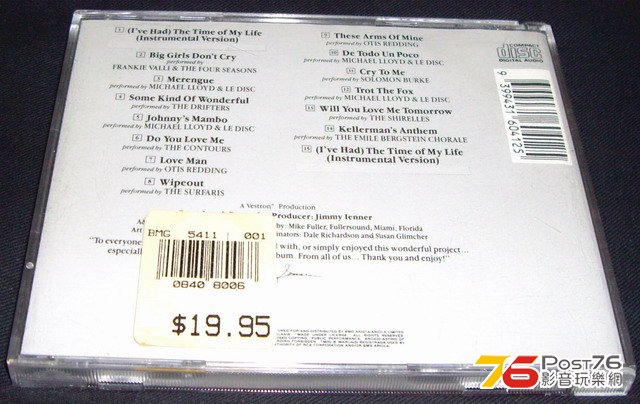 1 (I've Had) The Time of My Life
(Instrumental Version)
2 Big Girls Don't Cry
performed by
FRANKIE VALLI & THE FOUR SEASONS
3 Merengue
performed by MICHAEL LLOYD & LE DISC
4 Some Kind Of Wonderful
performed by THE DRIFTERS
5 Johnny's Mambo
performed by MICHAEL LLOYD & LE DISC
6 Do You Love Me
performed by THE CONTOURS
7 Love Man
performed by OTIS REDDING
8 Wipeout
performed by THE SURFARIS
9 These Arms Of Mine
performed by OTIS REDDING
10 De Todo Un Poco
performed by MICHAEL LLOYD & LE DISC
11 Cry To Me
performed by SOLOMON BURKE
12 Trot The Fox
performed by MICHAEL LLOYD & LE DISC
13 Will You Love Me Tomorrow
performed by THE SHIRELLES
14 Kellerman's Anthem
performed by THE EMILE BERGSTEIN CHORALE
15 (I've Had) The Time of My Life
(Instrumental Version)
COMPACT
disc
DIGITAL AUDIO
9 399431 604425
A Vestron Production
Producer: Jimmy Ienner
by: Mike Fuller, Fullersound, Miami, Florida
Art
inators: Dale Richardson and Susan Glimcher
"To everyone
d with, or simply enjoyed this wonderful project...
especial
bum. From all of us... Thank you and enjoy!"
BMG 5411 001
0840 8006
$19.95
76 Post76
影音玩樂網